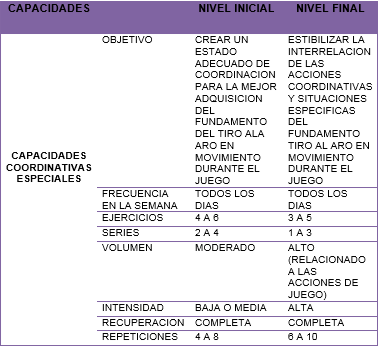 CAPACIDADES NIVEL INICIAL NIVEL FINAL
CAPACIDADES
COORDINATIVAS
ESPECIALES
OBJETIVO
CREAR UN
ESTADO
ADECUADO DE
COORDINACION
PARA LA MEJOR
ADQUISICION
DEL
FUNDAMENTO
DEL TIRO ALA
ARO EN
MOVIMIENTO
DURANTE EL
JUEGO
ESTIBILIZAR LA
INTERRELACION
DE LAS
ACCIONES
COORDINATIVAS
Y SITUACIONES
ESPECIFICAS
DEL
FUNDAMENTO
TIRO AL ARO EN
MOVIMIENTO
DURANTE EL
JUEGO
FRECUENCIA
EN LA SEMANA
TODOS LOS
DIAS
TODOS LOS
DIAS
EJERCICIOS 4 A 6 3 A 5
SERIES 2 A 4 1 A 3
VOLUMEN MODERADO ALTO
(RELACIONADO
A LAS
ACCIONES DE
JUEGO)
INTENSIDAD BAJA O MEDIA ALTA
RECUPERACION COMPLETA COMPLETA
REPETICIONES 4 A 8 6 A 10